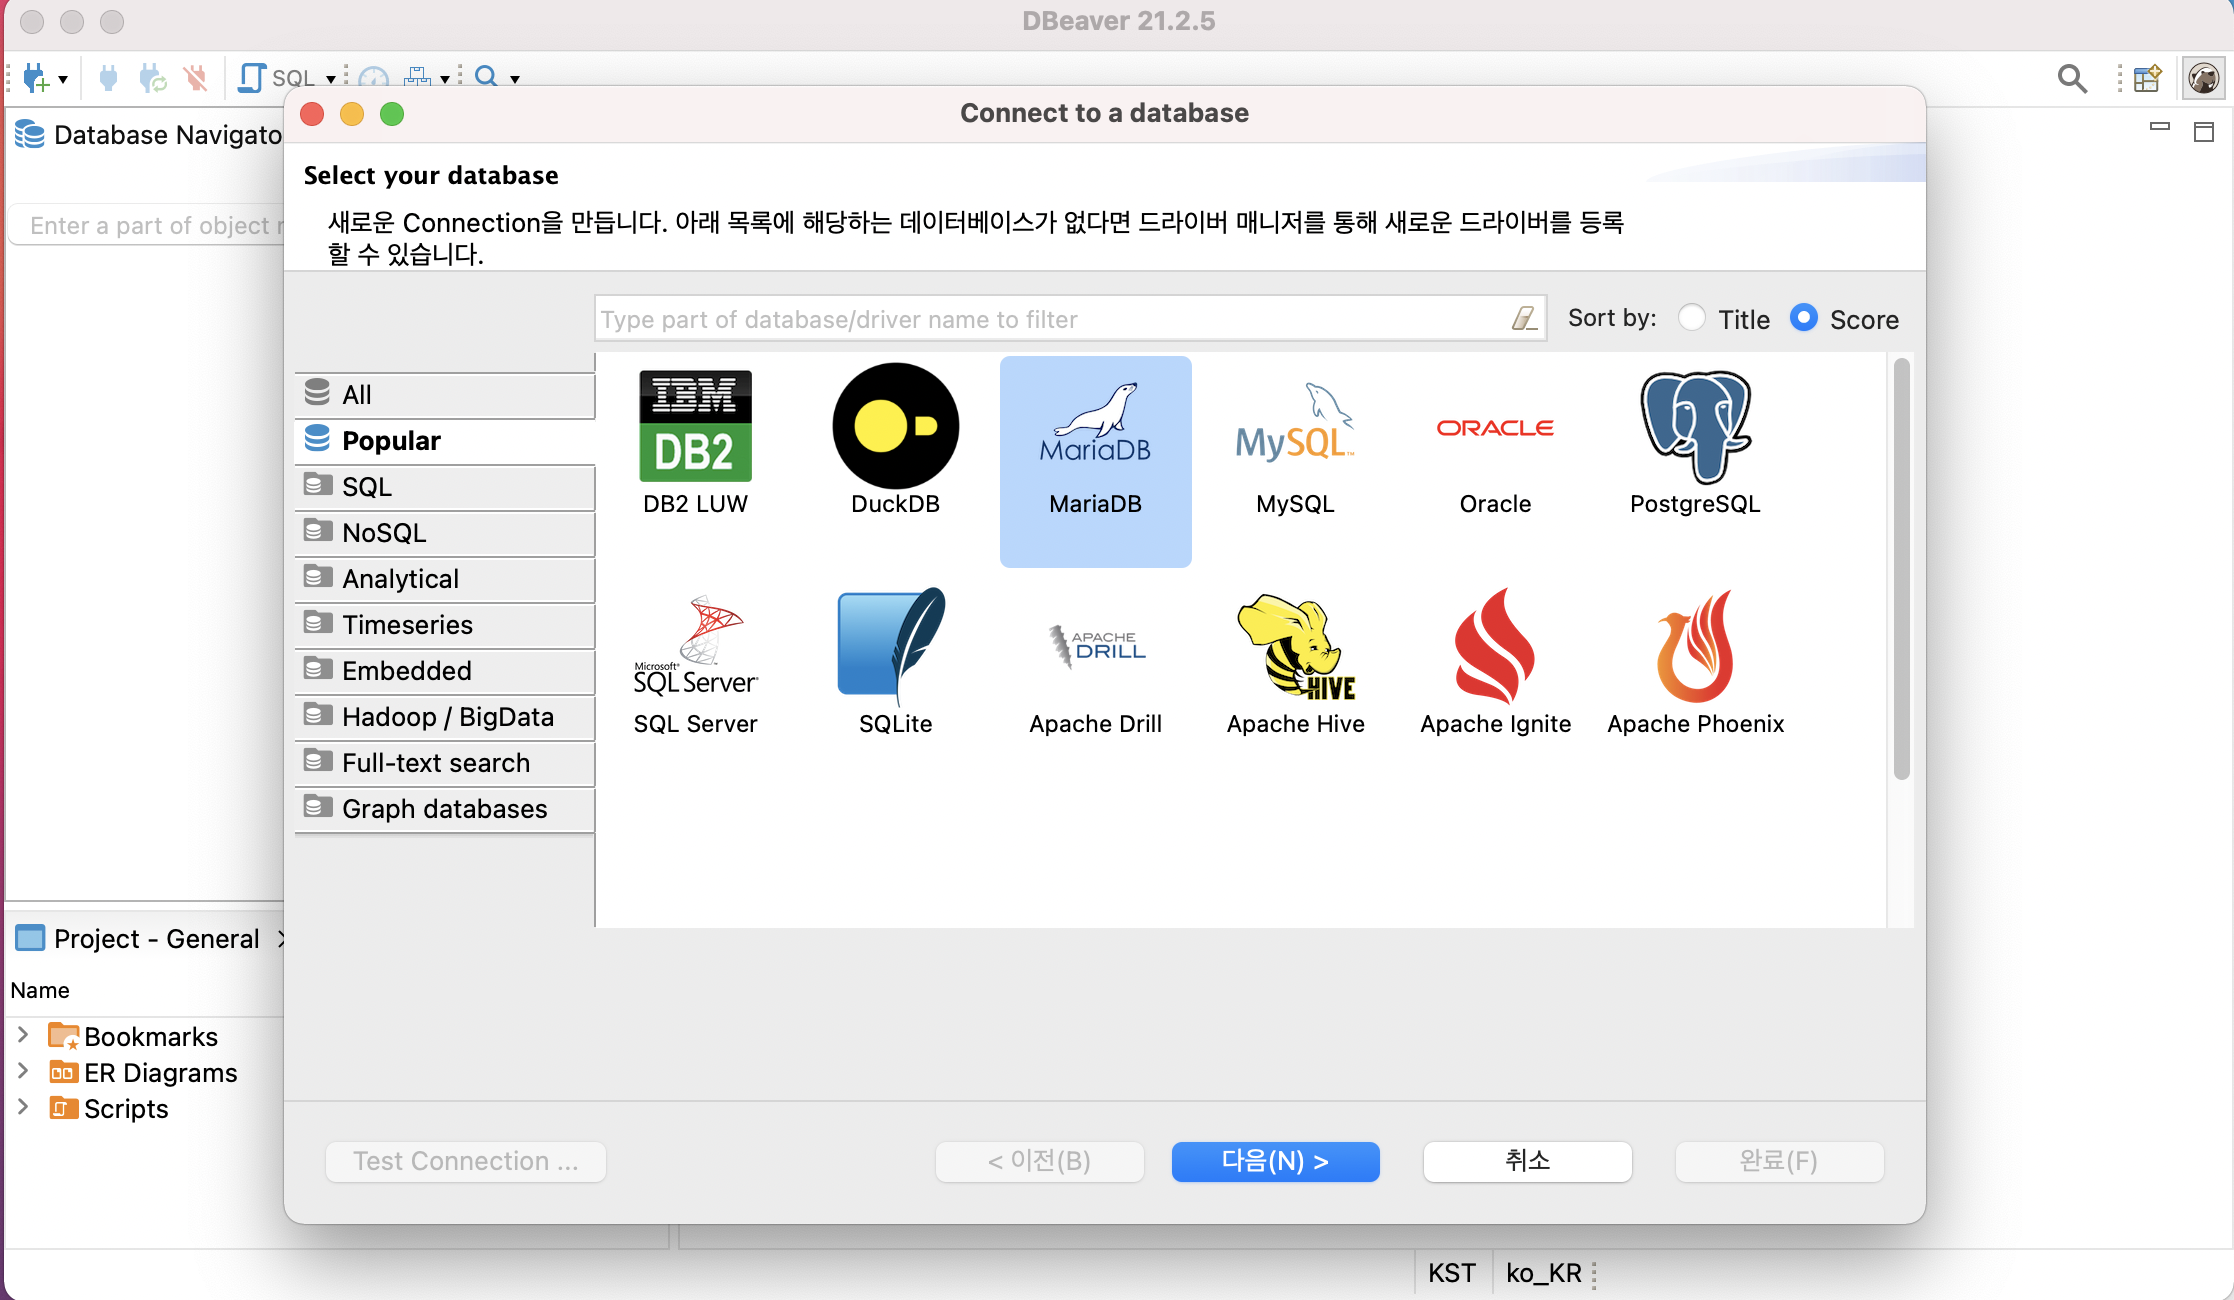 DBeaver 21.2.5
SQL
Connect to a database
Database Navigato
Select your database
새로운 Connection을 만듭니다. 아래 목록에 해당하는 데이터베이스가 없다면 드라이버 매니저를 통해 새로운 드라이버를 등록
할 수 있습니다.
Enter a part of object
Type part of database/driver name to filter
Sort by: Title Score
All
Popular
SQL
NoSQL
Analytical
Timeseries
Embedded
Hadoop / BigData
Full-text search
Graph databases
IBM
DB2
MariaDB
MySQL™
ORACLE
DB2 LUW
DuckDB
MariaDB
MySQL
Oracle
PostgreSQL
Microsoft®
SQL Server
APACHE
DRILL
HIVE
SQL Server
SQLite
Apache Drill
Apache Hive
Apache Ignite
Apache Phoenix
Project - General
Name
Bookmarks
ER Diagrams
Scripts
Test Connection ...
< 이전(B)
다음(N) >
취소
완료(F)
KST
ko_KR